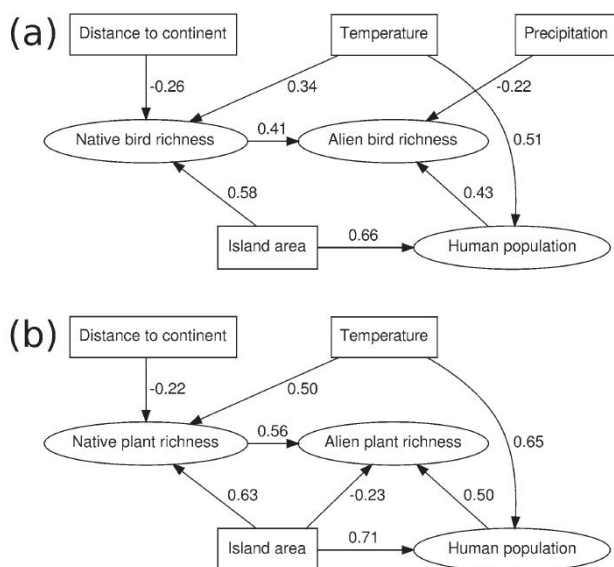 (a)
Distance to continent
Temperature
Precipitation
-0.26
0.34
-0.22
Native bird richness
0.41
Alien bird richness
0.51
0.58
0.43
Island area
0.66
Human population
(b)
Distance to continent
Temperature
-0.22
0.50
Native plant richness
0.56
Alien plant richness
0.65
0.63
-0.23
0.50
Island area
0.71
Human population